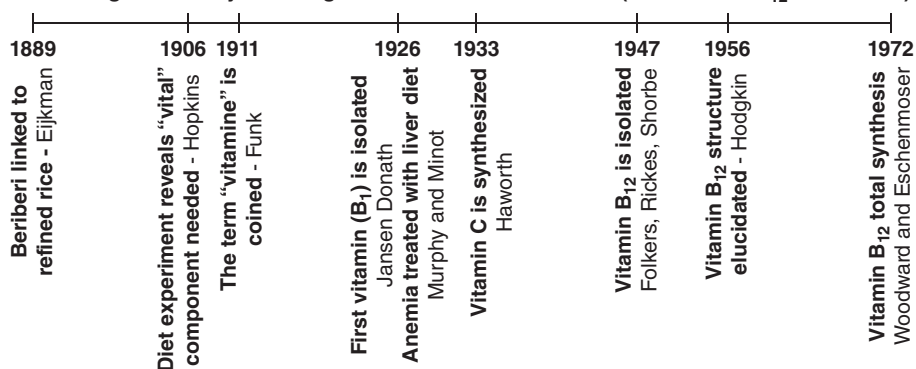 1889
1906
1911
1926
1933
1947
1956
1972
Beriberi linked to
refined rice - Eijkman
Diet experiment reveals “vital”
component needed - Hopkins
The term “vitamine” is
coined - Funk
First vitamin (B₁) is isolated
Jansen Donath
Anemia treated with liver diet
Murphy and Minot
Vitamin C is synthesized
Haworth
Vitamin B₁₂ is isolated
Folkers, Rickes, Shorbe
Vitamin B₁₂ structure
elucidated - Hodgkin
Vitamin B₁₂ total synthesis
Woodward and Eschenmoser